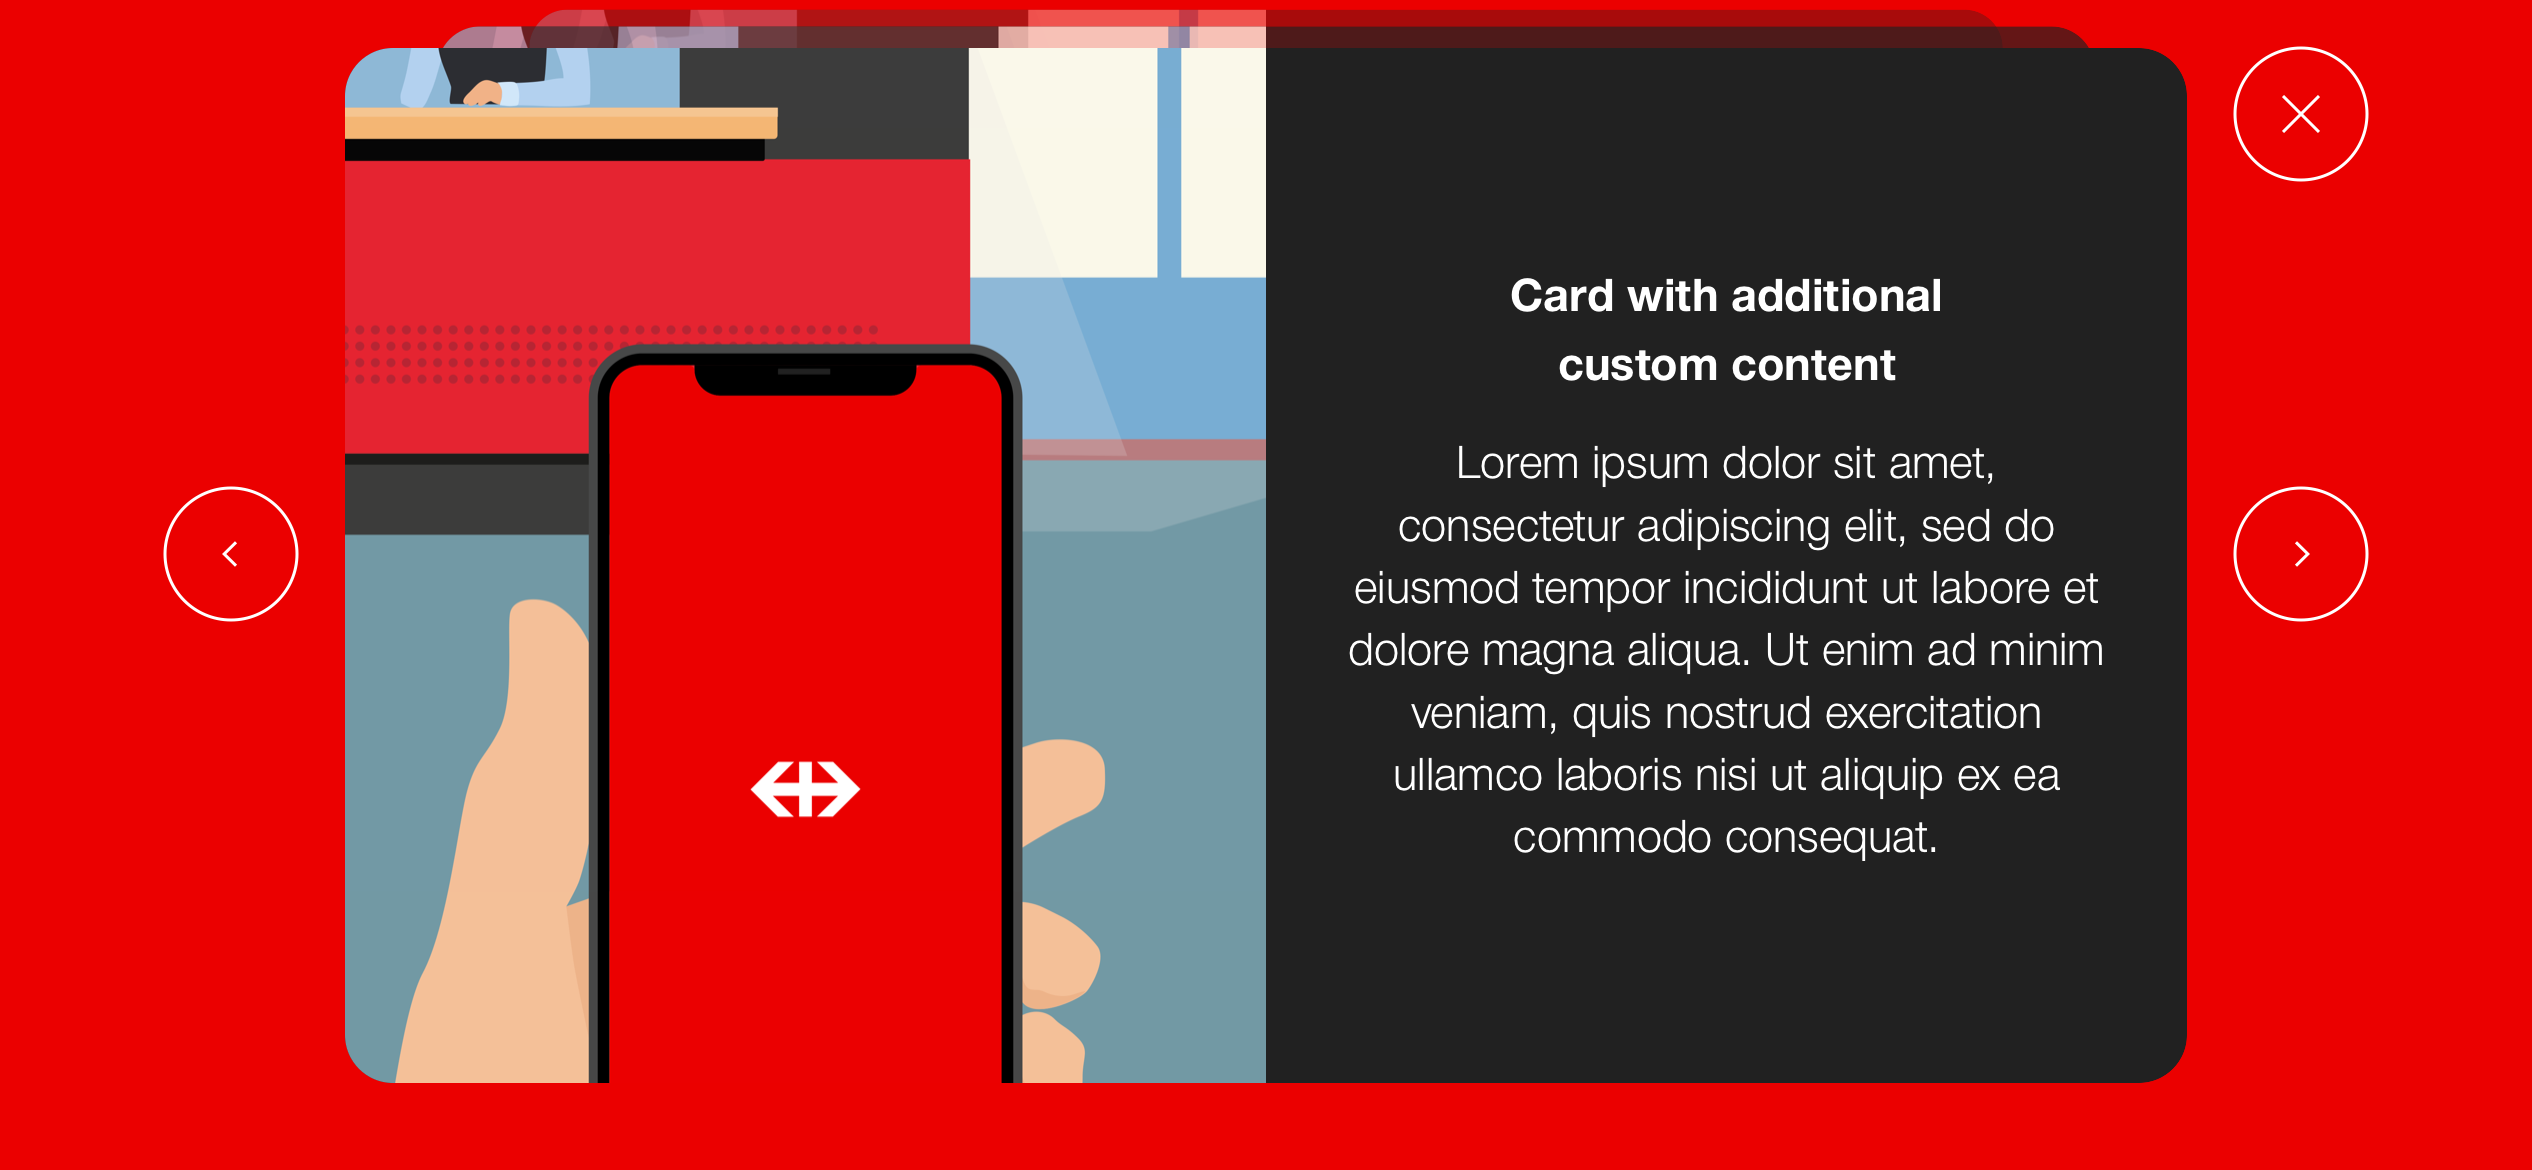 Card with additional
custom content
Lorem ipsum dolor sit amet,
consectetur adipiscing elit, sed do
eiusmod tempor incididunt ut labore et
dolore magna aliqua. Ut enim ad minim
veniam, quis nostrud exercitation
ullamco laboris nisi ut aliquip ex ea
commodo consequat.